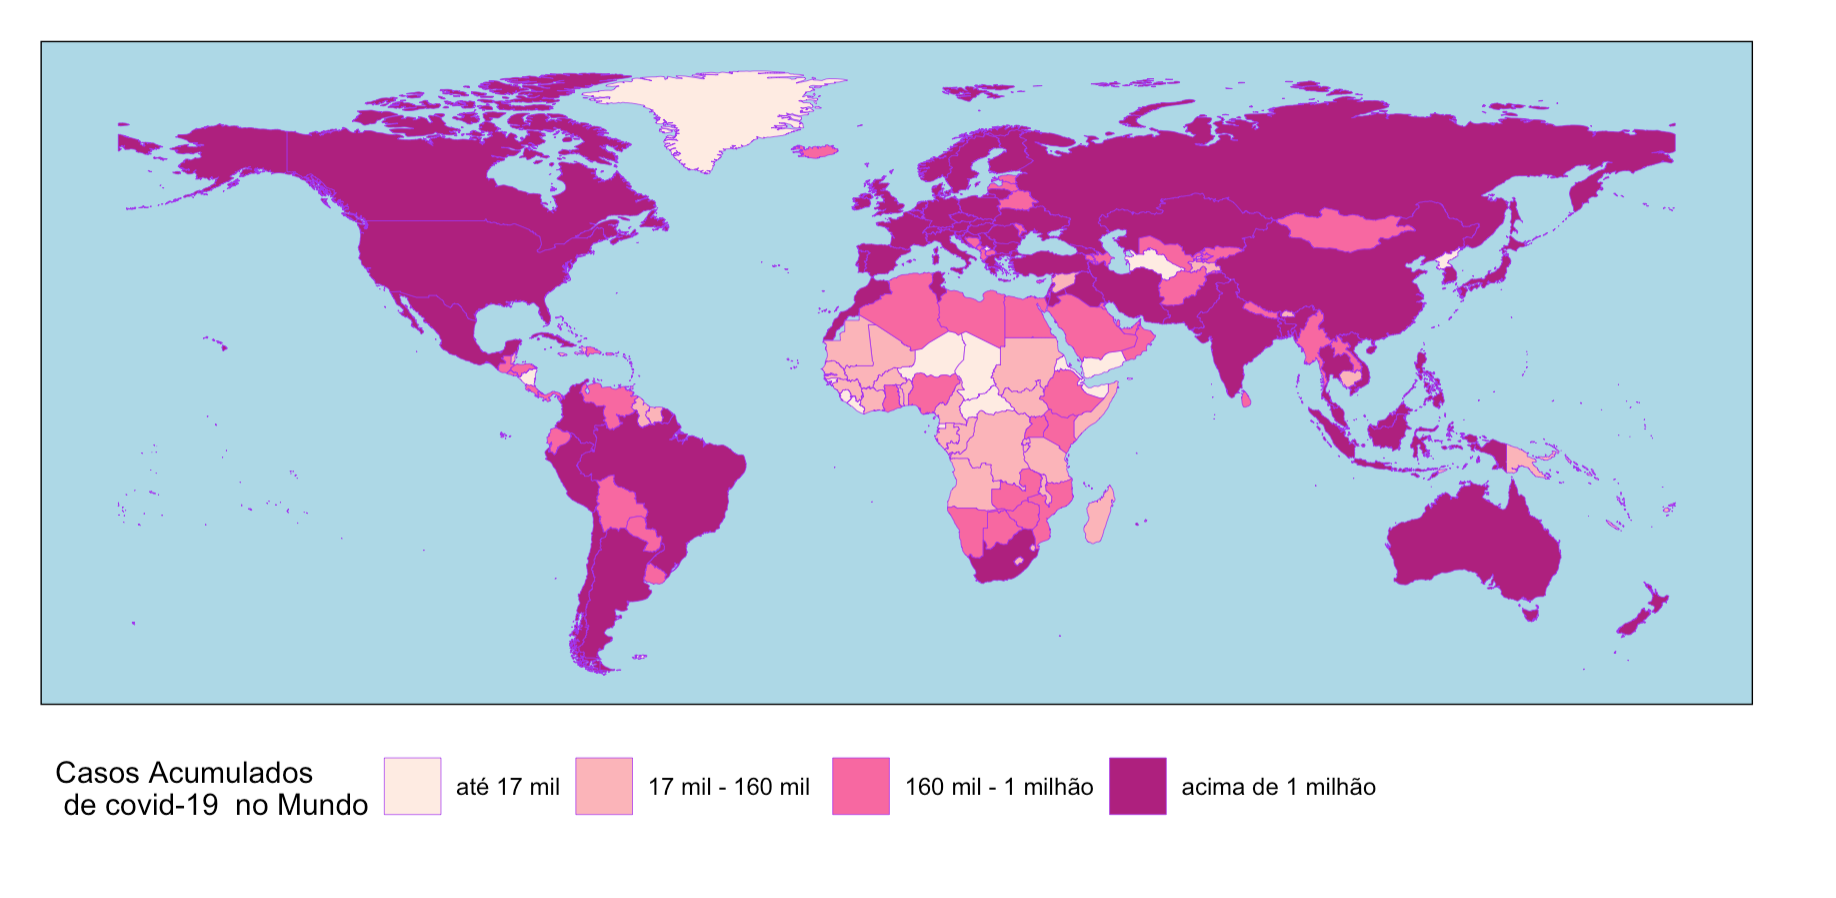 Casos Acumulados
de covid-19  no Mundo
até 17 mil
17 mil - 160 mil
160 mil - 1 milhão
acima de 1 milhão